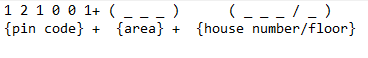 1 2 1 0 0 1+ ( _ _ _ ) ( _ _ _ / _ )
{pin code} + {area} + {house number/floor}